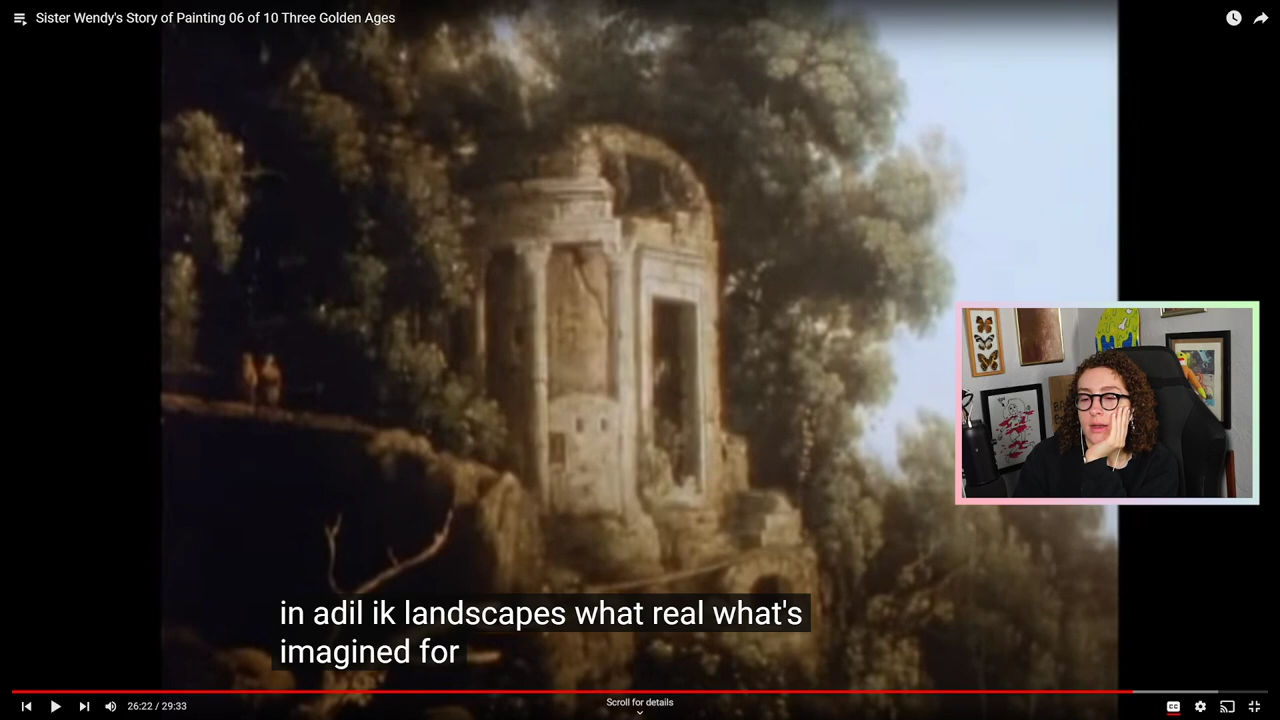 Sister Wendy's Story of Painting 06 of 10 Three Golden Ages
in adil ik landscapes what real what's
imagined for
26:22 / 29:33
Scroll for details
CC